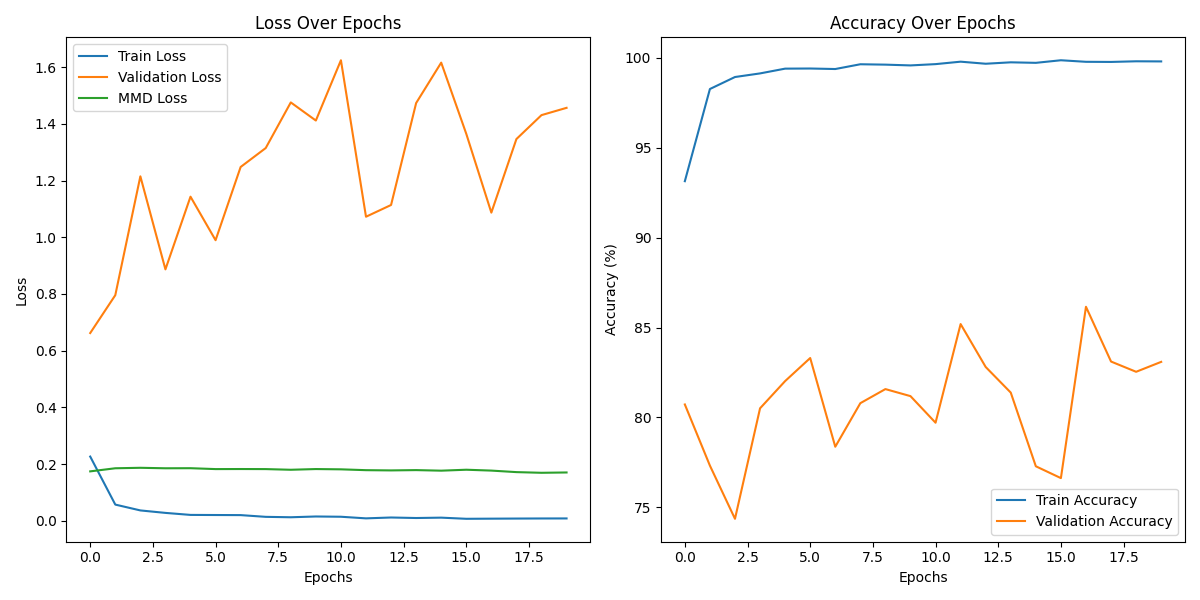 Loss Over Epochs
Train Loss
Validation Loss
MMD Loss
1.6
1.4
1.2
1.0
0.8
0.6
0.4
0.2
0.0
Loss
0.0 2.5 5.0 7.5 10.0 12.5 15.0 17.5
Epochs
Accuracy Over Epochs
100
95
90
85
80
75
Accuracy (%)
Train Accuracy
Validation Accuracy
0.0 2.5 5.0 7.5 10.0 12.5 15.0 17.5
Epochs